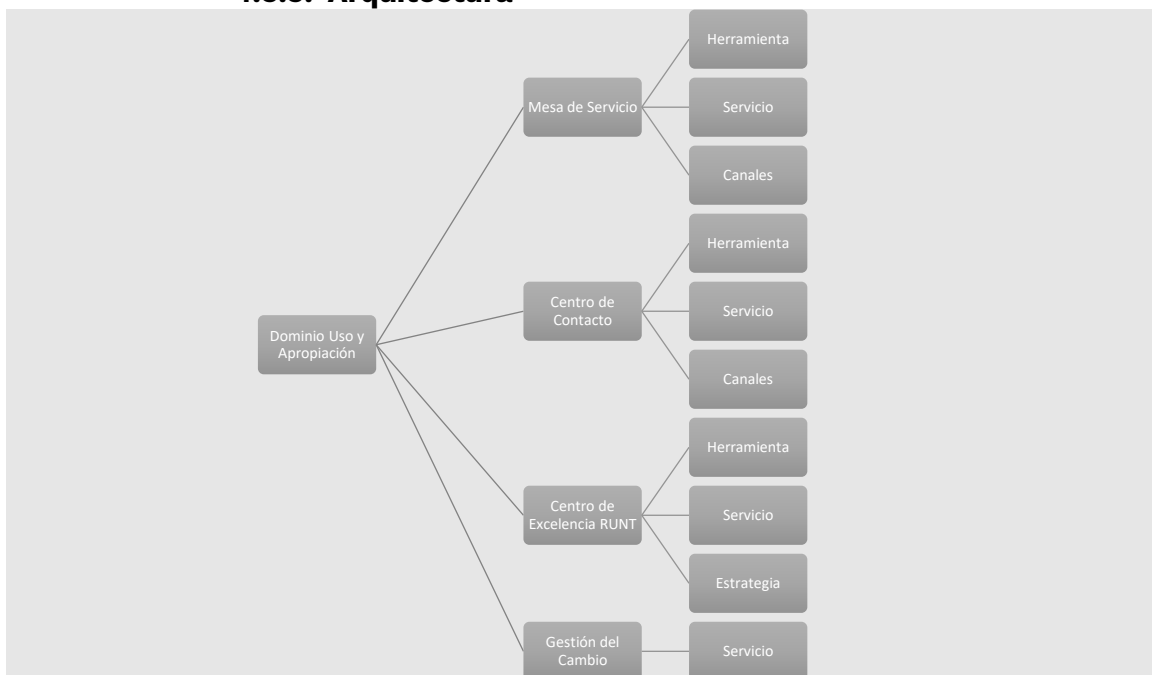 Arquitectura
Herramienta
Mesa de Servicio
Servicio
Canales
Herramienta
Centro de
Contacto
Servicio
Canales
Dominio Uso y
Apropiación
Herramienta
Centro de
Excelencia RUNT
Servicio
Estrategia
Gestión del
Cambio
Servicio